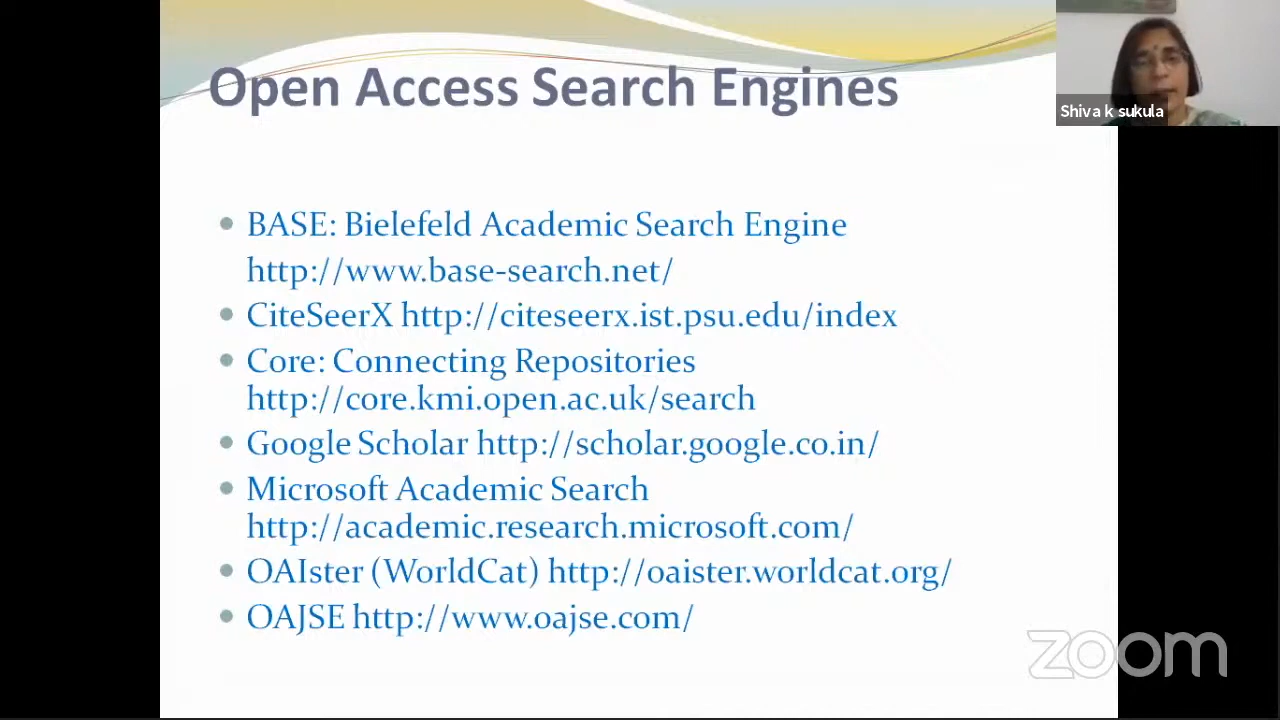 Open Access Search Engines
Shiva k sukula
BASE: Bielefeld Academic Search Engine
http://www.base-search.net/
CiteSeerX http://citeseerx.ist.psu.edu/index
Core: Connecting Repositories
http://core.kmi.open.ac.uk/search
Google Scholar http://scholar.google.co.in/
Microsoft Academic Search
http://academic.research.microsoft.com/
OAIster (WorldCat) http://oaister.worldcat.org/
OAJSE http://www.oajse.com/
zoom